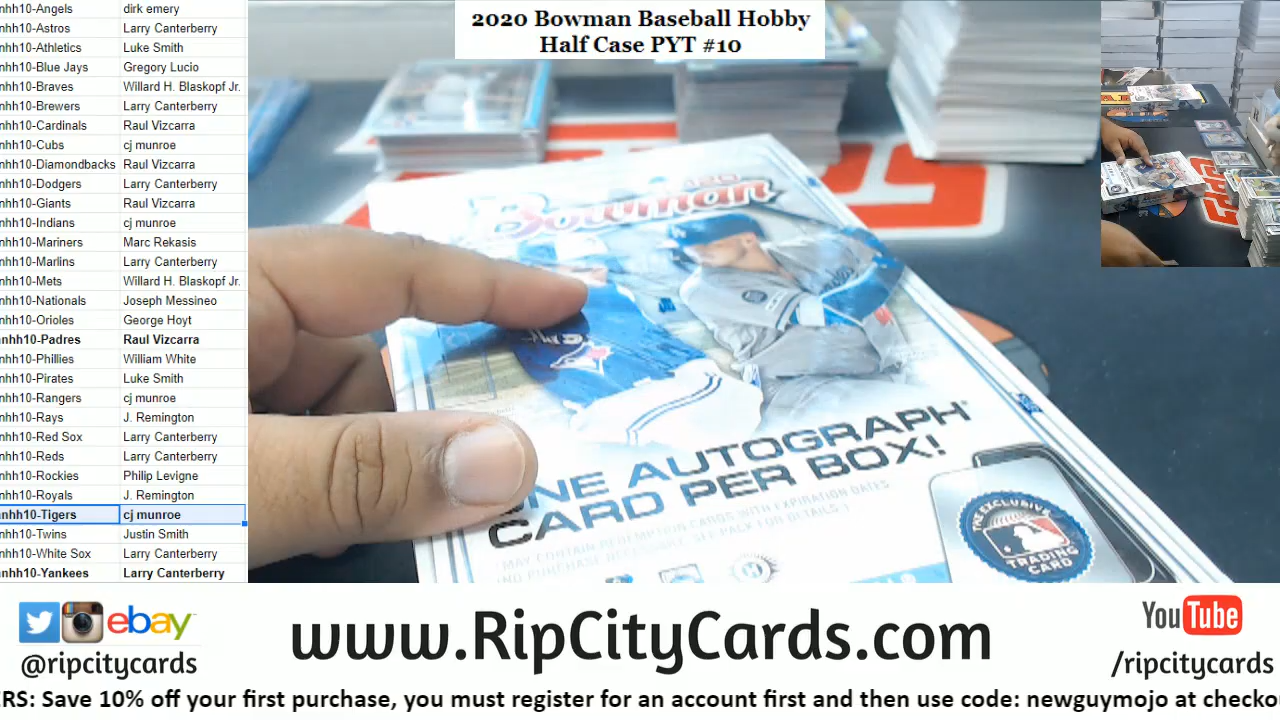 nhh10-Angels dirk emery
nhh10-Astros Larry Canterberry
nhh10-Athletics Luke Smith
nhh10-Blue Jays Gregory Lucio
nhh10-Braves Willard H. Blaskopf Jr.
nhh10-Brewers Larry Canterberry
nhh10-Cardinals Raul Vizcarra
nhh10-Cubs cj munroe
nhh10-Diamondbacks Raul Vizcarra
nhh10-Dodgers Larry Canterberry
nhh10-Giants Raul Vizcarra
nhh10-Indians cj munroe
nhh10-Mariners Marc Rekasis
nhh10-Marlins Larry Canterberry
nhh10-Mets Willard H. Blaskopf Jr.
nhh10-Nationals Joseph Messineo
nhh10-Orioles George Hoyt
nhh10-Padres Raul Vizcarra
nhh10-Phillies William White
nhh10-Pirates Luke Smith
nhh10-Rangers cj munroe
nhh10-Rays J. Remington
nhh10-Red Sox Larry Canterberry
nhh10-Reds Larry Canterberry
nhh10-Rockies Philip Levigne
nhh10-Royals J. Remington
nhh10-Tigers cj munroe
nhh10-Twins Justin Smith
nhh10-White Sox Larry Canterberry
nhh10-Yankees Larry Canterberry
2020 Bowman Baseball Hobby
Half Case PYT #10
Bowman
ONE AUTOGRAPH
CARD PER BOX!
MAY CONTAIN REDEMPTION CARDS WITH EXPIRATION DATES
NO PURCHASE NECESSARY. SEE PACK FOR DETAILS
THE EXCLUSIVE
TRADING
CARD
ebay
@ripcitycards
www.RipCityCards.com
YouTube
/ripcitycards
ERS: Save 10% off your first purchase, you must register for an account first and then use code: newguymojo at checko